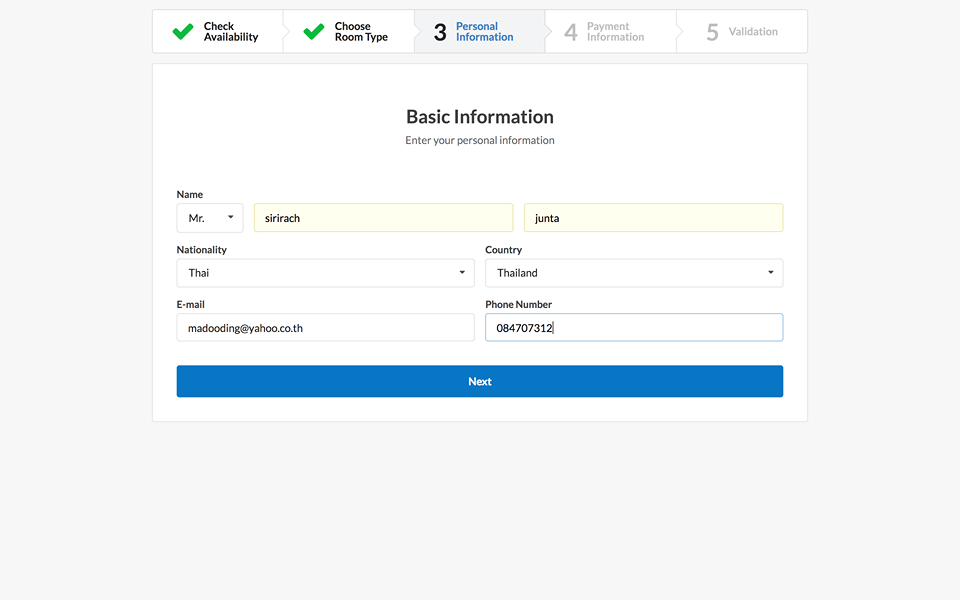 Check
Availability
Choose
Room Type
3 Personal
Information
4 Payment
Information
5 Validation
Basic Information
Enter your personal information
Name
Mr. sirirach junta
Nationality Country
Thai Thailand
E-mail Phone Number
madooding@yahoo.co.th 084707312
Next